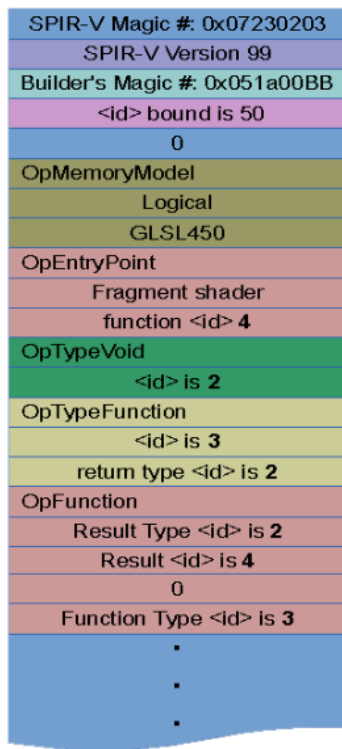 SPIR-V Magic #: 0x07230203
SPIR-V Version 99
Builder's Magic #: 0x051a00BB
<id> bound is 50
0
OpMemoryModel
Logical
GLSL450
OpEntryPoint
Fragment shader
function <id> 4
OpTypeVoid
<id> is 2
OpTypeFunction
<id> is 3
return type <id> is 2
OpFunction
Result Type <id> is 2
Result <id> is 4
0
Function Type <id> is 3
.
.
.